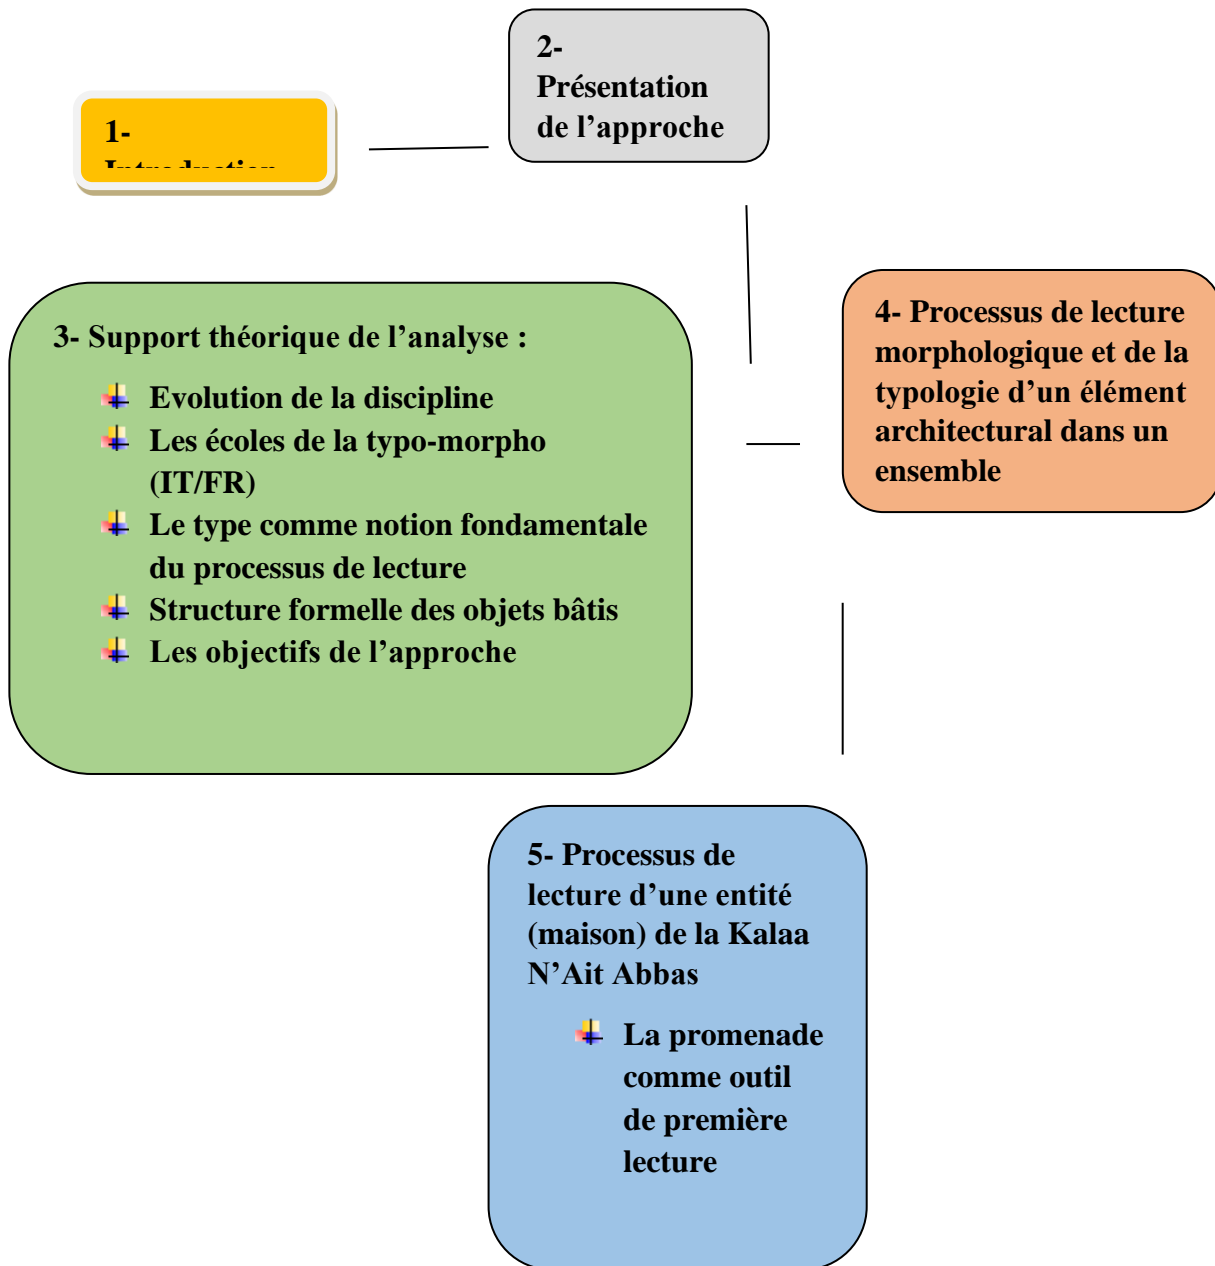 1-
Introduction
2-
Présentation
de l’approche
3- Support théorique de l’analyse :
Evolution de la discipline
Les écoles de la typo-morpho
(IT/FR)
Le type comme notion fondamentale
du processus de lecture
Structure formelle des objets bâtis
Les objectifs de l’approche
4- Processus de lecture
morphologique et de la
typologie d’un élément
architectural dans un
ensemble
5- Processus de
lecture d’une entité
(maison) de la Kalaa
N’Ait Abbas
La promenade
comme outil
de première
lecture